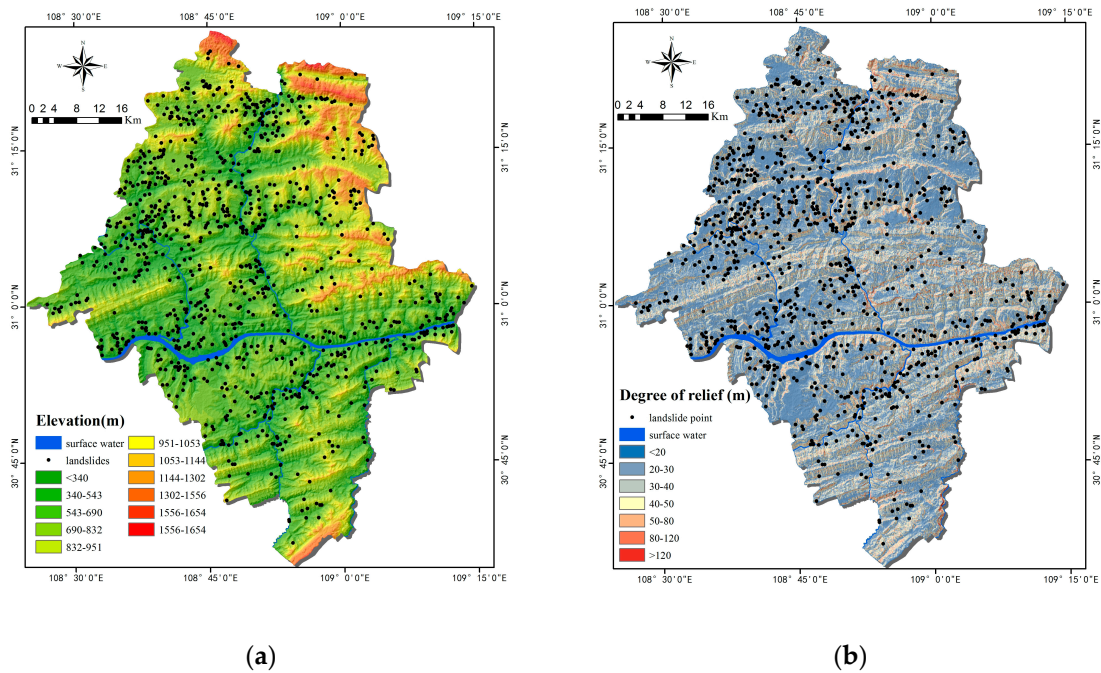 108° 30'0"E 108° 45'0"E 109° 0'0"E
N
W E
S
0 2 4 8 12 16
Km
31° 15'0"N
31° 0'0"N
30° 45'0"N
31° 15'0"N
31° 0'0"N
30° 45'0"N
Elevation(m)
surface water
landslides
<340
340-543
543-690
690-832
832-951
951-1053
1053-1144
1144-1302
1302-1556
1556-1654
1556-1654
108° 30'0"E 108° 45'0"E 109° 0'0"E 109° 15'0"E
(a)
108° 30'0"E 108° 45'0"E 109° 0'0"E 109° 15'0"E
N
W E
S
0 2 4 8 12 16
Km
31° 15'0"N
31° 0'0"N
30° 45'0"N
31° 15'0"N
31° 0'0"N
30° 45'0"N
Degree of relief (m)
landslide point
surface water
<20
20-30
30-40
40-50
50-80
80-120
>120
108° 30'0"E 108° 45'0"E 109° 0'0"E 109° 15'0"E
(b)